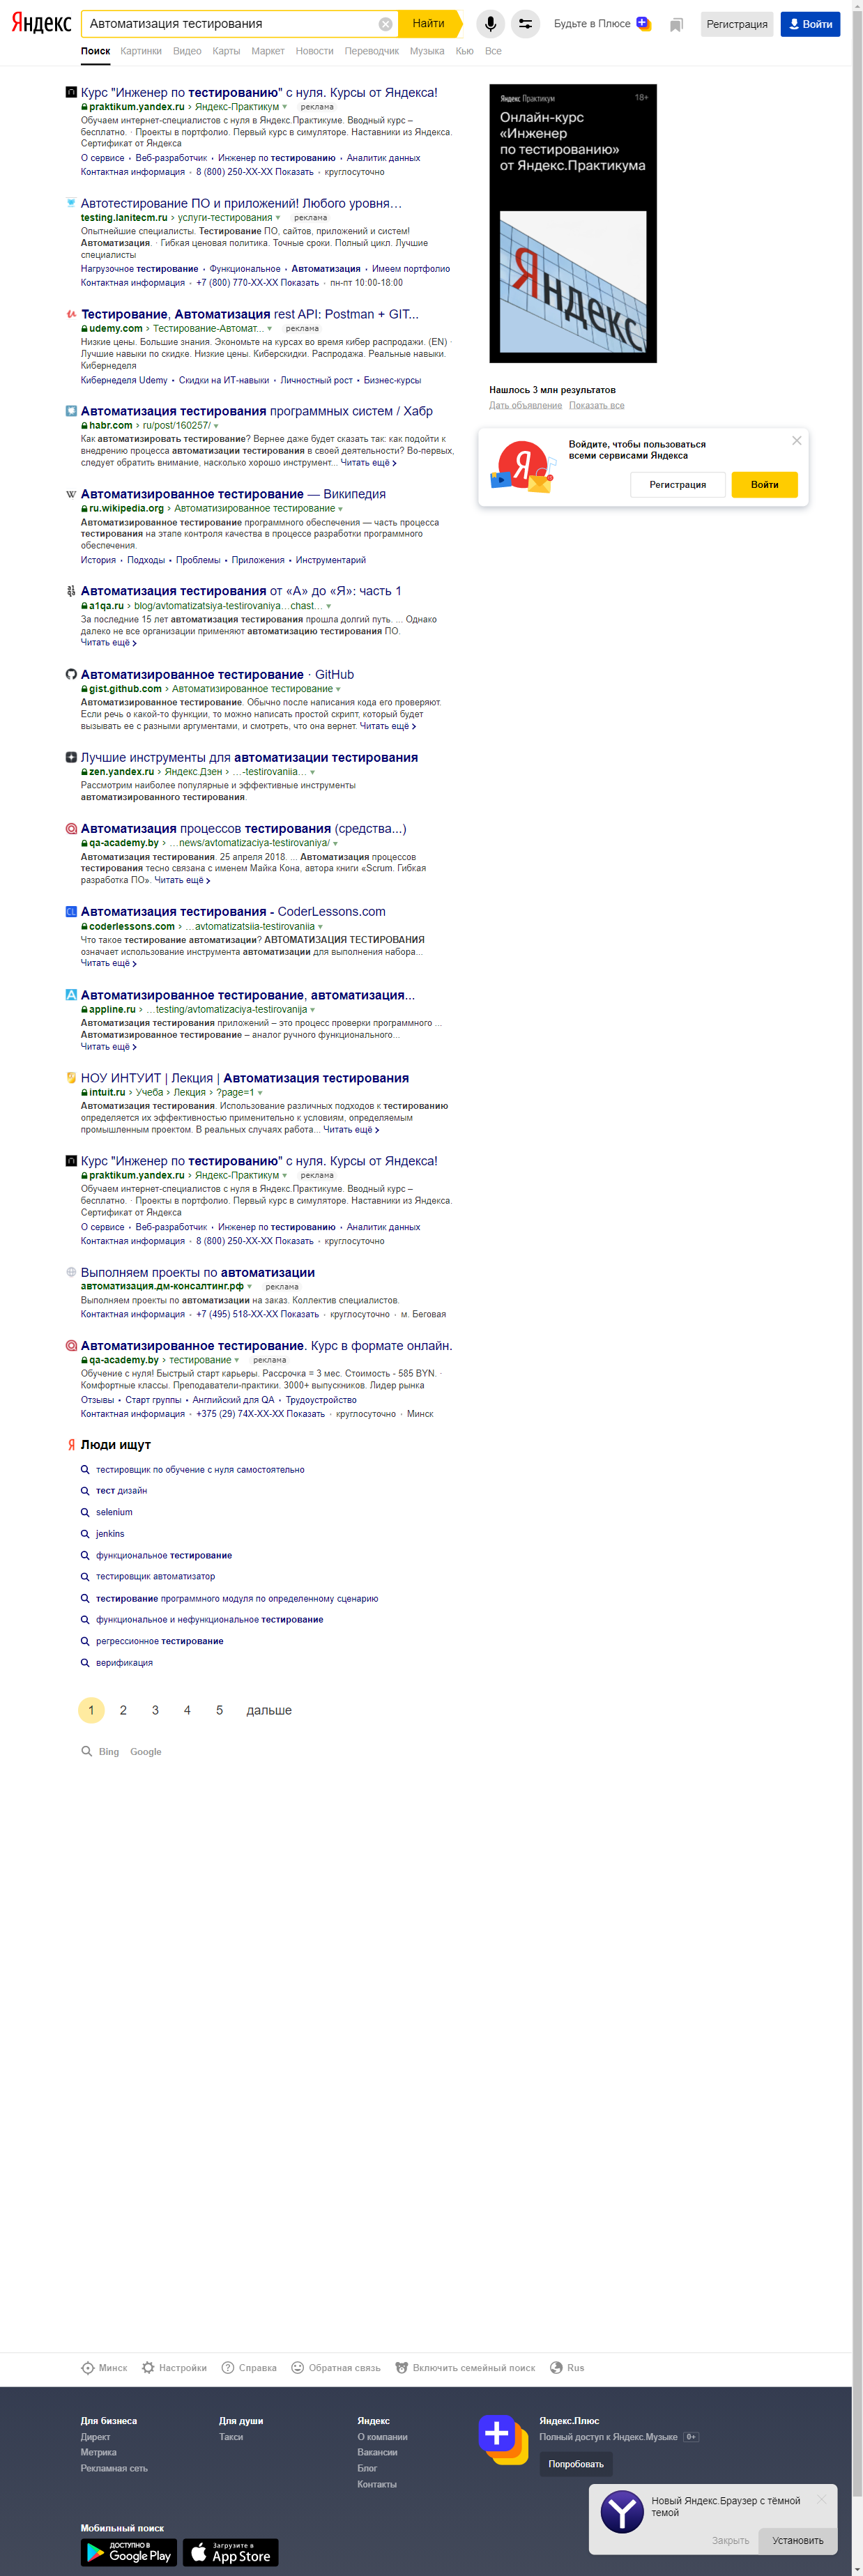 Яндекс
Автоматизация тестирования
Найти
Будьте в Плюсе
Регистрация
Войти
Поиск Картинки Видео Карты Маркет Новости Переводчик Музыка Кью Все
Курс "Инженер по тестированию" с нуля. Курсы от Яндекса!
praktikum.yandex.ru › Яндекс-Практикум реклама
Обучаем интернет-специалистов с нуля в Яндекс.Практикуме. Вводный курс –
бесплатно. · Проекты в портфолио. Первый курс в симуляторе. Наставники из Яндекса.
Сертификат от Яндекса
О сервисе · Веб-разработчик · Инженер по тестированию · Аналитик данных
Контактная информация · 8 (800) 250-XX-XX Показать · круглосуточно
Автотестирование ПО и приложений! Любого уровня…
testing.lanitecm.ru › услуги-тестирования реклама
Опытнейшие специалисты. Тестирование ПО, сайтов, приложений и систем!
Автоматизация. · Гибкая ценовая политика. Точные сроки. Полный цикл. Лучшие
специалисты
Нагрузочное тестирование · Функциональное · Автоматизация · Имеем портфолио
Контактная информация · +7 (800) 770-XX-XX Показать · пн-пт 10:00-18:00
Тестирование, Автоматизация rest API: Postman + GIT...
udemy.com › Тестирование-Автомат... реклама
Низкие цены. Большие знания. Экономьте на курсах во время кибер распродажи. (EN) ·
Лучшие навыки по скидке. Низкие цены. Киберскидки. Распродажа. Реальные навыки.
Кибернеделя
Кибернеделя Udemy · Скидки на ИТ-навыки · Личностный рост · Бизнес-курсы
Автоматизация тестирования программных систем / Хабр
habr.com › ru/post/160257/
Как автоматизировать тестирование? Вернее даже будет сказать так: как подойти к
внедрению процесса автоматизации тестирования в своей деятельности? Во-первых,
следует обратить внимание, насколько хорошо инструмент... Читать ещё ›
Автоматизированное тестирование — Википедия
ru.wikipedia.org › Автоматизированное тестирование
Автоматизированное тестирование программного обеспечения — часть процесса
тестирования на этапе контроля качества в процессе разработки программного
обеспечения.
История · Подходы · Проблемы · Приложения · Инструментарий
Автоматизация тестирования от «А» до «Я»: часть 1
a1qa.ru › blog/avtomatizatsiya-testirovaniya…chast…
За последние 15 лет автоматизация тестирования прошла долгий путь. ... Однако
далеко не все организации применяют автоматизацию тестирования ПО.
Читать ещё ›
Автоматизированное тестирование · GitHub
gist.github.com › Автоматизированное тестирование
Автоматизированное тестирование. Обычно после написания кода его проверяют.
Если речь о какой-то функции, то можно написать простой скрипт, который будет
вызывать ее с разными аргументами, и смотреть, что она вернет. Читать ещё ›
Лучшие инструменты для автоматизации тестирования
zen.yandex.ru › Яндекс.Дзен › …-testirovaniia…
Рассмотрим наиболее популярные и эффективные инструменты
автоматизированного тестирования.
Автоматизация процессов тестирования (средства...)
qa-academy.by › …news/avtomatizaciya-testirovaniya/
Автоматизация тестирования. 25 апреля 2018. ... Автоматизация процессов
тестирования тесно связана с именем Майка Кона, автора книги «Scrum. Гибкая
разработка ПО». Читать ещё ›
Автоматизация тестирования - CoderLessons.com
coderlessons.com › …avtomatizatsiia-testirovaniia
Что такое тестирование автоматизации? АВТОМАТИЗАЦИЯ ТЕСТИРОВАНИЯ
означает использование инструмента автоматизации для выполнения набора...
Читать ещё ›
Автоматизированное тестирование, автоматизация...
appline.ru › …testing/avtomatizaciya-testirovanija
Автоматизация тестирования приложений – это процесс проверки программного ...
Автоматизированное тестирование – аналог ручного функционального...
Читать ещё ›
НОУ ИНТУИТ | Лекция | Автоматизация тестирования
intuit.ru › Учеба › Лекция › ?page=1
Автоматизация тестирования. Использование различных подходов к тестированию
определяется их эффективностью применительно к условиям, определяемым
промышленным проектом. В реальных случаях работа... Читать ещё ›
Курс "Инженер по тестированию" с нуля. Курсы от Яндекса!
praktikum.yandex.ru › Яндекс-Практикум реклама
Обучаем интернет-специалистов с нуля в Яндекс.Практикуме. Вводный курс –
бесплатно. · Проекты в портфолио. Первый курс в симуляторе. Наставники из Яндекса.
Сертификат от Яндекса
О сервисе · Веб-разработчик · Инженер по тестированию · Аналитик данных
Контактная информация · 8 (800) 250-XX-XX Показать · круглосуточно
Выполняем проекты по автоматизации
автоматизация.дм-консалтинг.рф реклама
Выполняем проекты по автоматизации на заказ. Коллектив специалистов.
Контактная информация · +7 (495) 518-XX-XX Показать · круглосуточно · м. Беговая
Автоматизированное тестирование. Курс в формате онлайн.
qa-academy.by › тестирование реклама
Обучение с нуля! Быстрый старт карьеры. Рассрочка = 3 мес. Стоимость - 585 BYN. ·
Комфортные классы. Преподаватели-практики. 3000+ выпускников. Лидер рынка
Отзывы · Старт группы · Английский для QA · Трудоустройство
Контактная информация · +375 (29) 74X-XX-XX Показать · круглосуточно · Минск
Люди ищут
тестировщик по обучение с нуля самостоятельно
тест дизайн
selenium
jenkins
функциональное тестирование
тестировщик автоматизатор
тестирование программного модуля по определенному сценарию
функциональное и нефункциональное тестирование
регрессионное тестирование
верификация
1 2 3 4 5 дальше
Bing Google
Яндекс Практикум 18+
Онлайн-курс
«Инженер
по тестированию»
от Яндекс.Практикума
Яндекс
Нашлось 3 млн результатов
Дать объявление Показать все
Войдите, чтобы пользоваться
всеми сервисами Яндекса
Регистрация Войти
Минск Настройки Справка Обратная связь Включить семейный поиск Rus
Для бизнеса
Директ
Метрика
Рекламная сеть
Для души
Такси
Яндекс
О компании
Вакансии
Блог
Контакты
Яндекс.Плюс
Полный доступ к Яндекс.Музыке 0+
Попробовать
Новый Яндекс.Браузер с тёмной
темой
Закрыть Установить
Мобильный поиск
ДОСТУПНО В
Google Play
Загрузите в
App Store